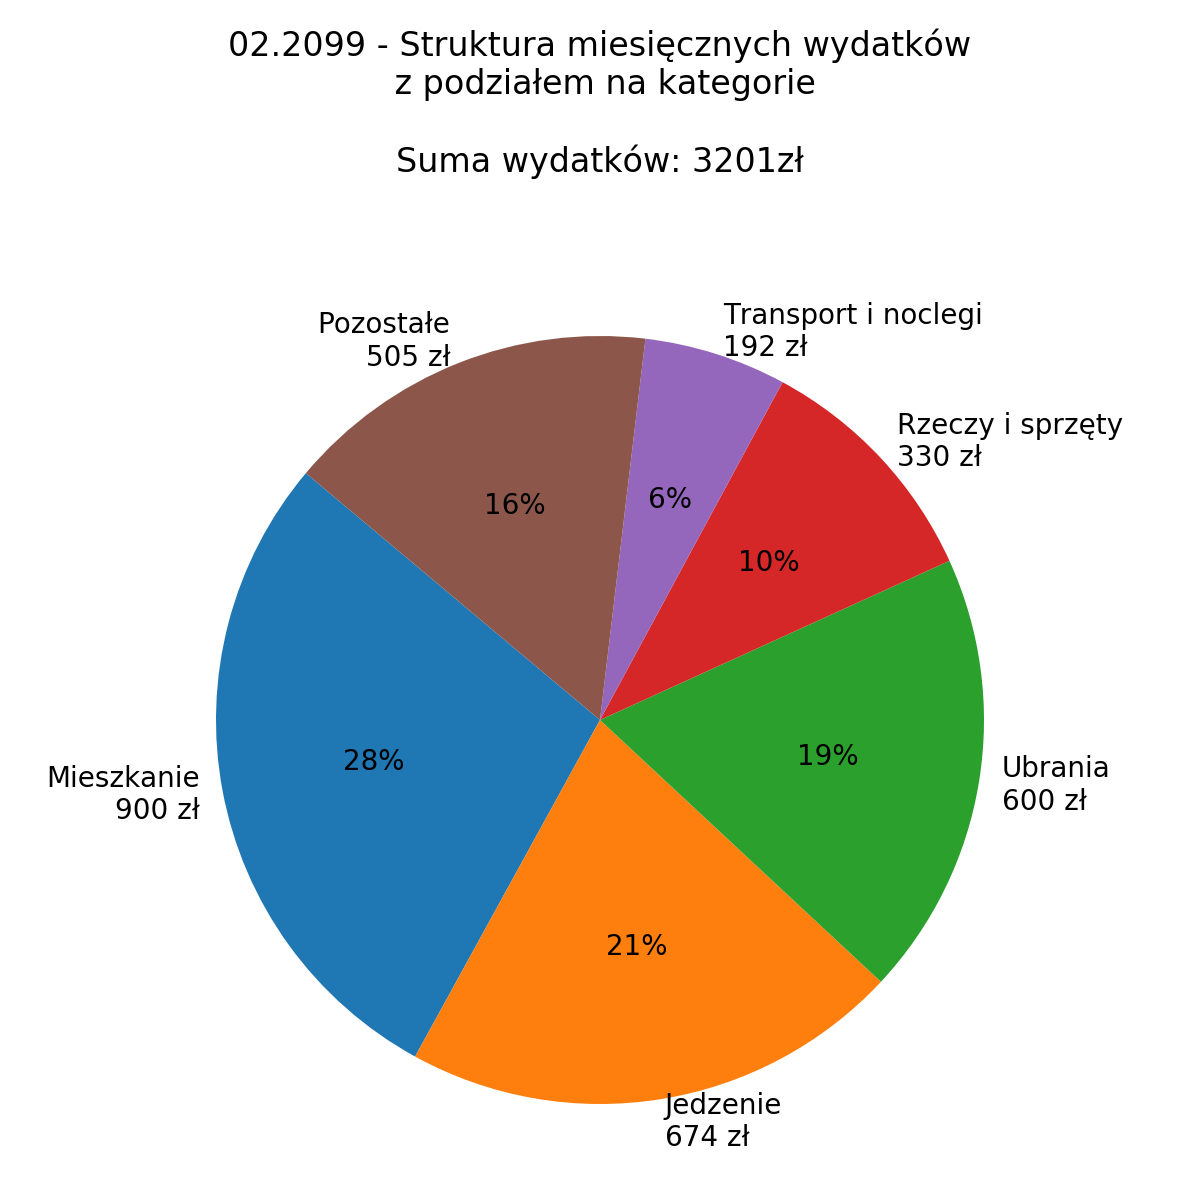 02.2099 - Struktura miesięcznych wydatków
z podziałem na kategorie
Suma wydatków: 3201zł
Transport i noclegi
192 zł
Pozostałe
505 zł
Rzeczy i sprzęty
330 zł
16%
6%
10%
28%
19%
Mieszkanie
900 zł
Ubrania
600 zł
21%
Jedzenie
674 zł